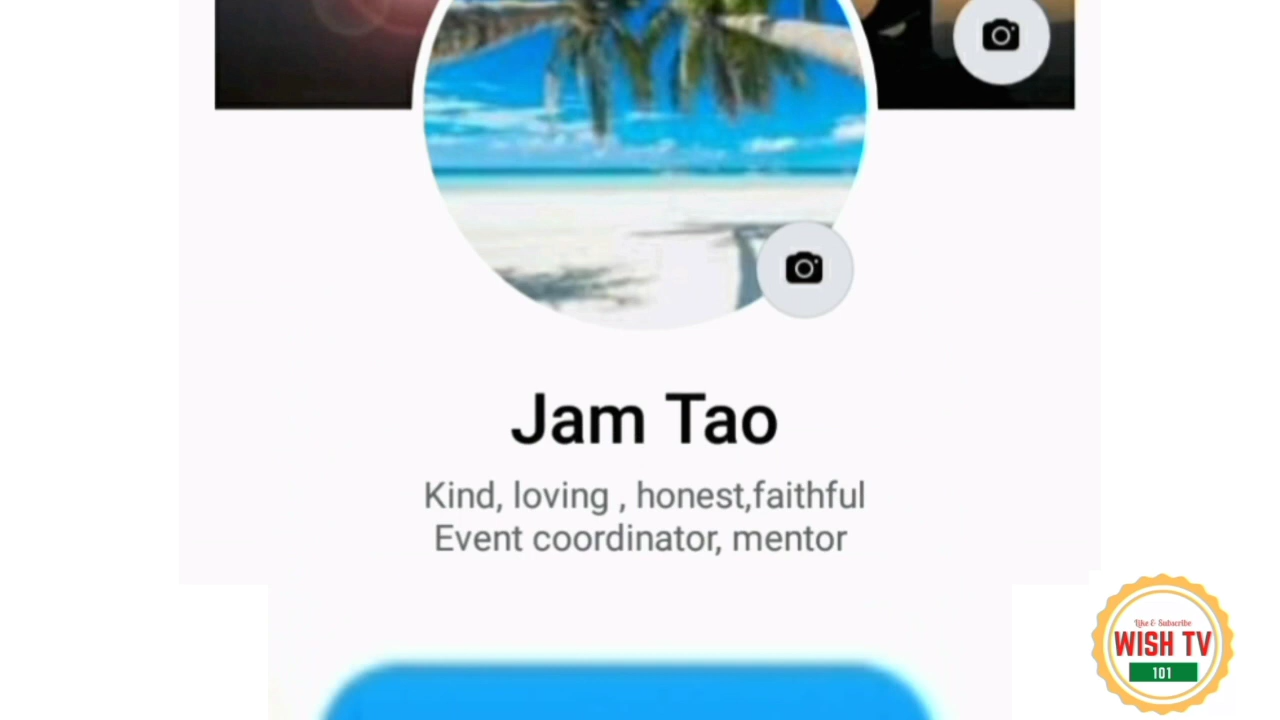 Jam Tao
Kind, loving , honest,faithful
Event coordinator, mentor
Like & Subscribe
WISH TV
101